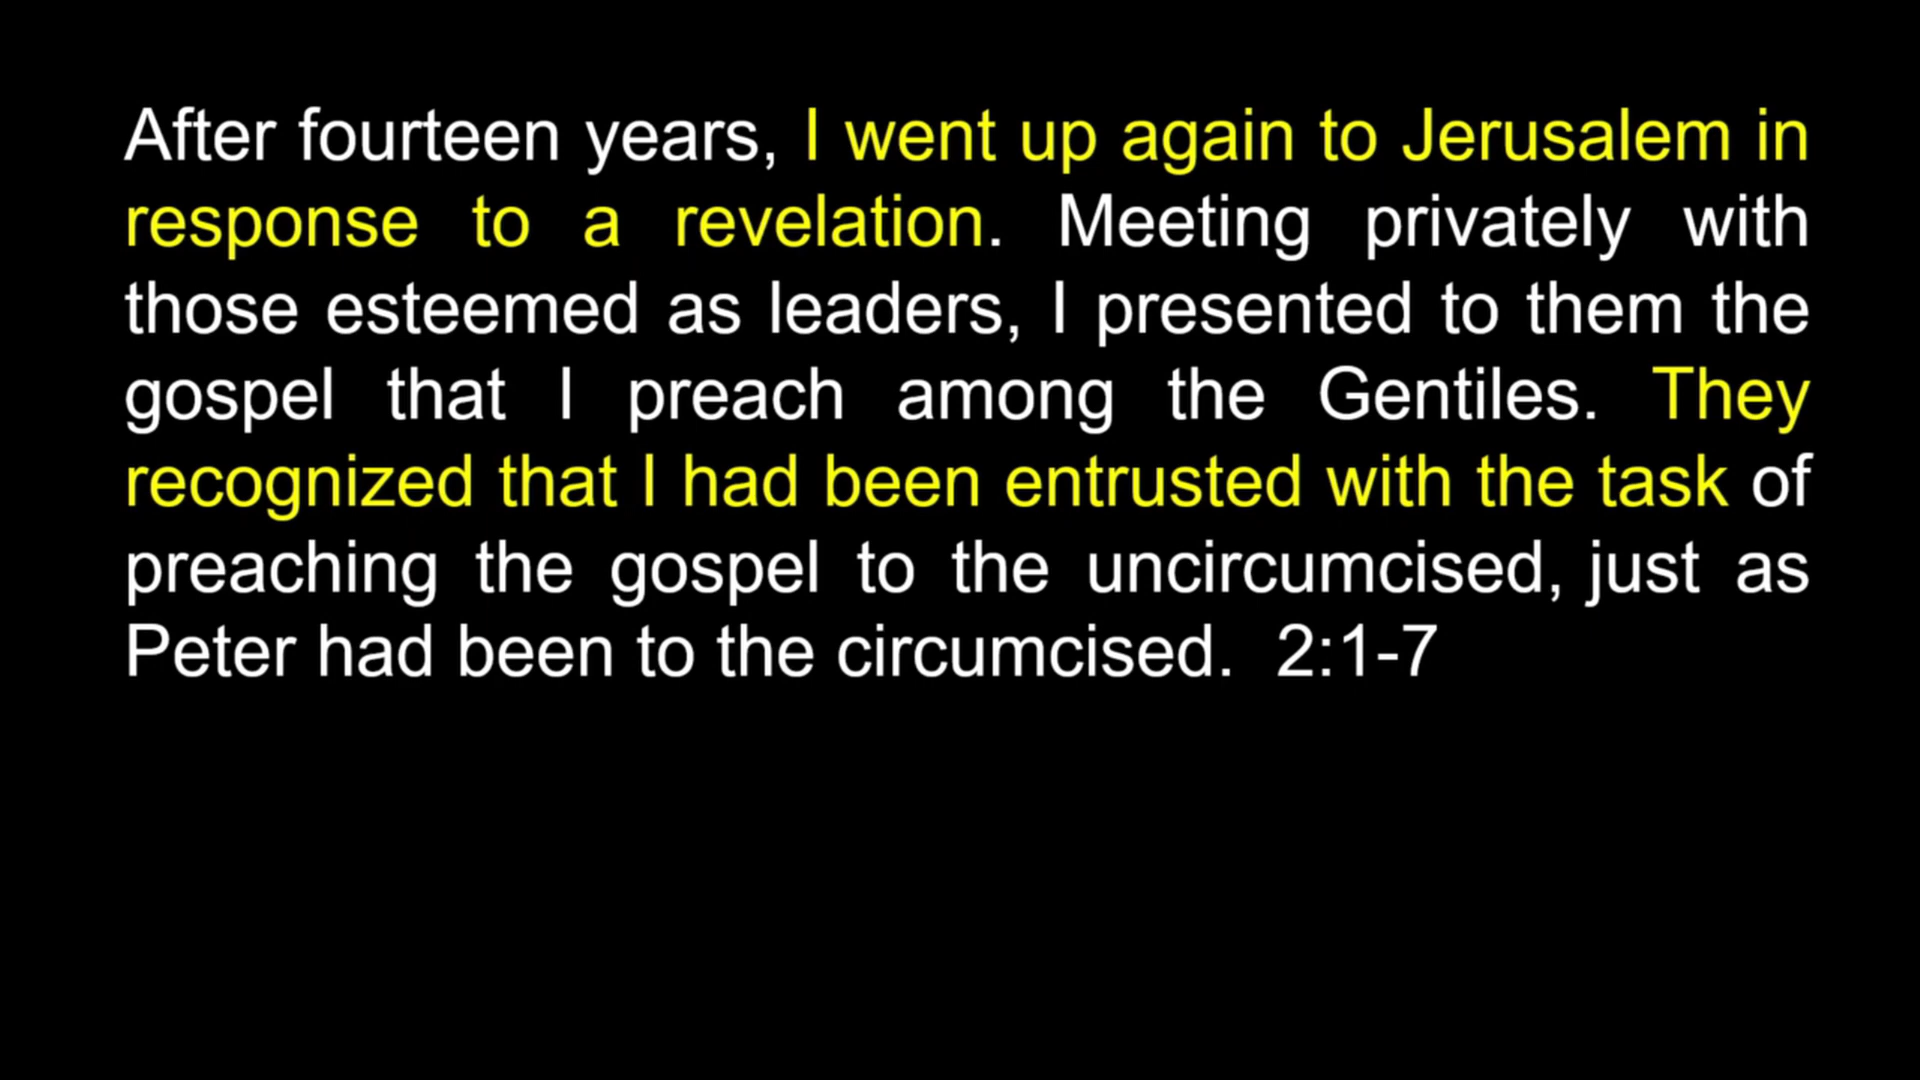 After fourteen years, I went up again to Jerusalem in
response to a revelation. Meeting privately with
those esteemed as leaders, I presented to them the
gospel that I preach among the Gentiles. They
recognized that I had been entrusted with the task of
preaching the gospel to the uncircumcised, just as
Peter had been to the circumcised. 2:1-7